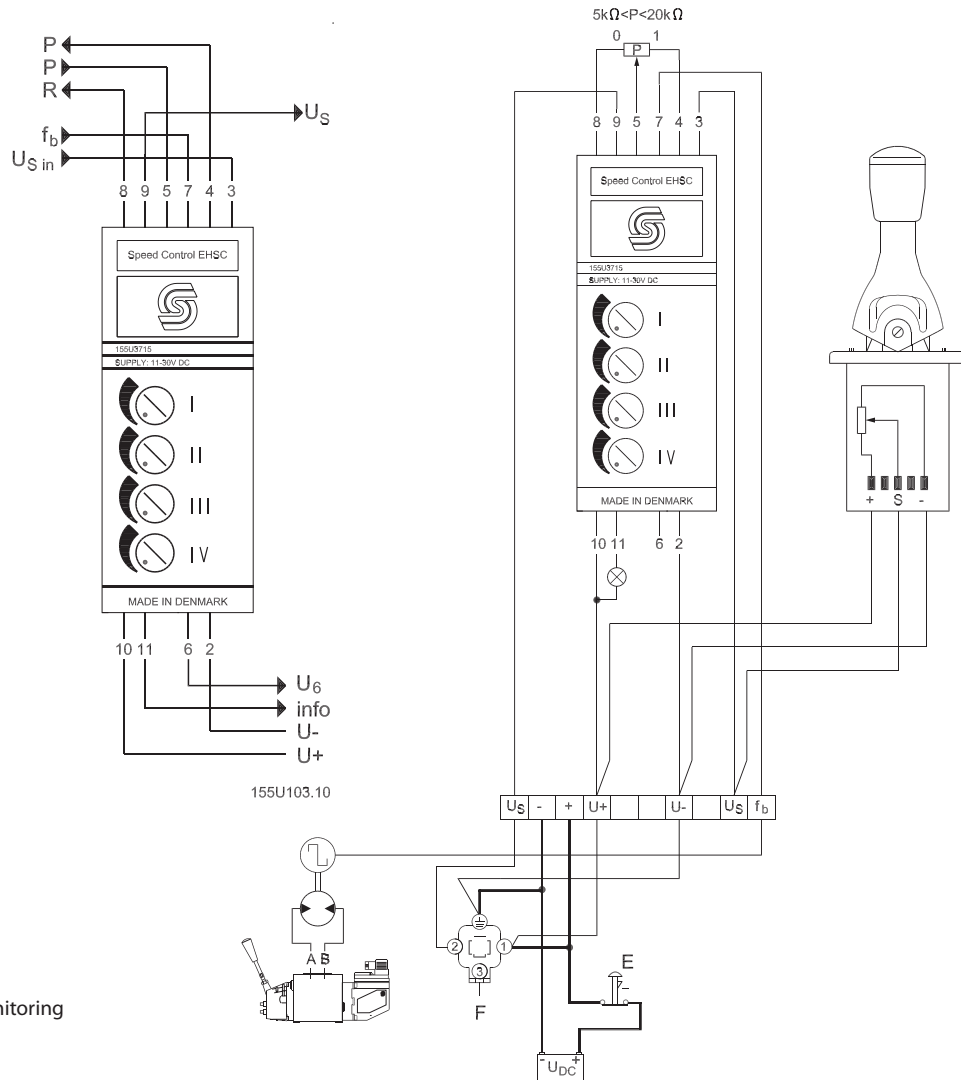 P
P
R
U_S
f_b
U_S in
8 9 5 7 4 3
Speed Control EHSC
155U3715
SUPPLY: 11-30V DC
I
II
III
IV
MADE IN DENMARK
10 11 6 2
U_6
info
U-
U+
155U103.10
5kΩ<P<20kΩ
0 1
P
8 9 5 7 4 3
Speed Control EHSC
155U3715
SUPPLY: 11-30V DC
I
II
III
IV
MADE IN DENMARK
10 11 6 2
+ S -
U_S - + U+ U- U_S f_b
A B
2 1
3
F
E
- U_DC +
nitoring